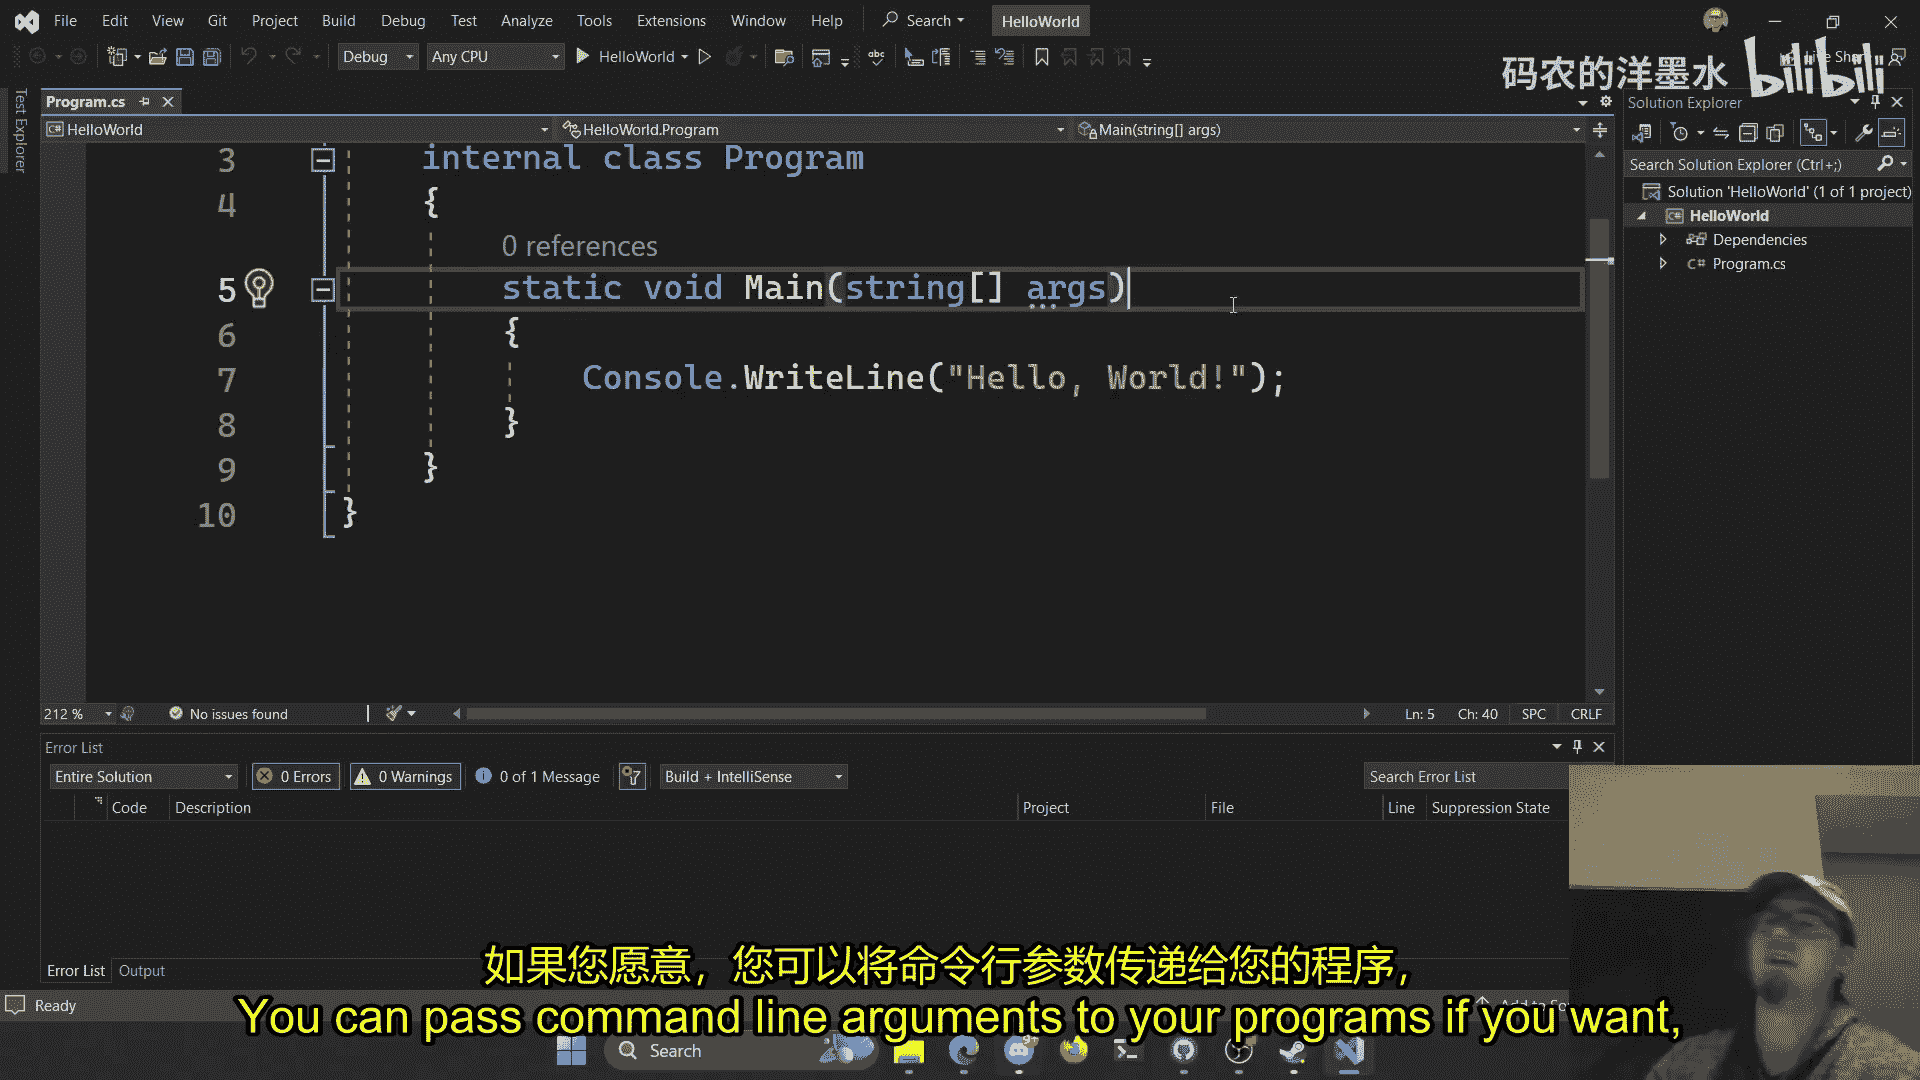 File Edit View Git Project Build Debug Test Analyze Tools Extensions Window Help Search HelloWorld
Debug Any CPU HelloWorld
码农的洋墨水 bilibili
Test Explorer
Program.cs
HelloWorld HelloWorld.Program Main(string[] args)
3 internal class Program
4 {
0 references
5 static void Main(string[] args)
6 {
7 Console.WriteLine("Hello, World!");
8 }
9 }
10 }
212 % No issues found Ln: 5 Ch: 40 SPC CRLF
Solution Explorer
Search Solution Explorer (Ctrl+;)
Solution 'HelloWorld' (1 of 1 project)
HelloWorld
Dependencies
C# Program.cs
Error List
Entire Solution 0 Errors 0 Warnings 0 of 1 Message Build + IntelliSense Search Error List
Code Description Project File Line Suppression State
Error List Output
Ready
如果您愿意，您可以将命令行参数传递给您的程序，
You can pass command line arguments to your programs if you want,
Search